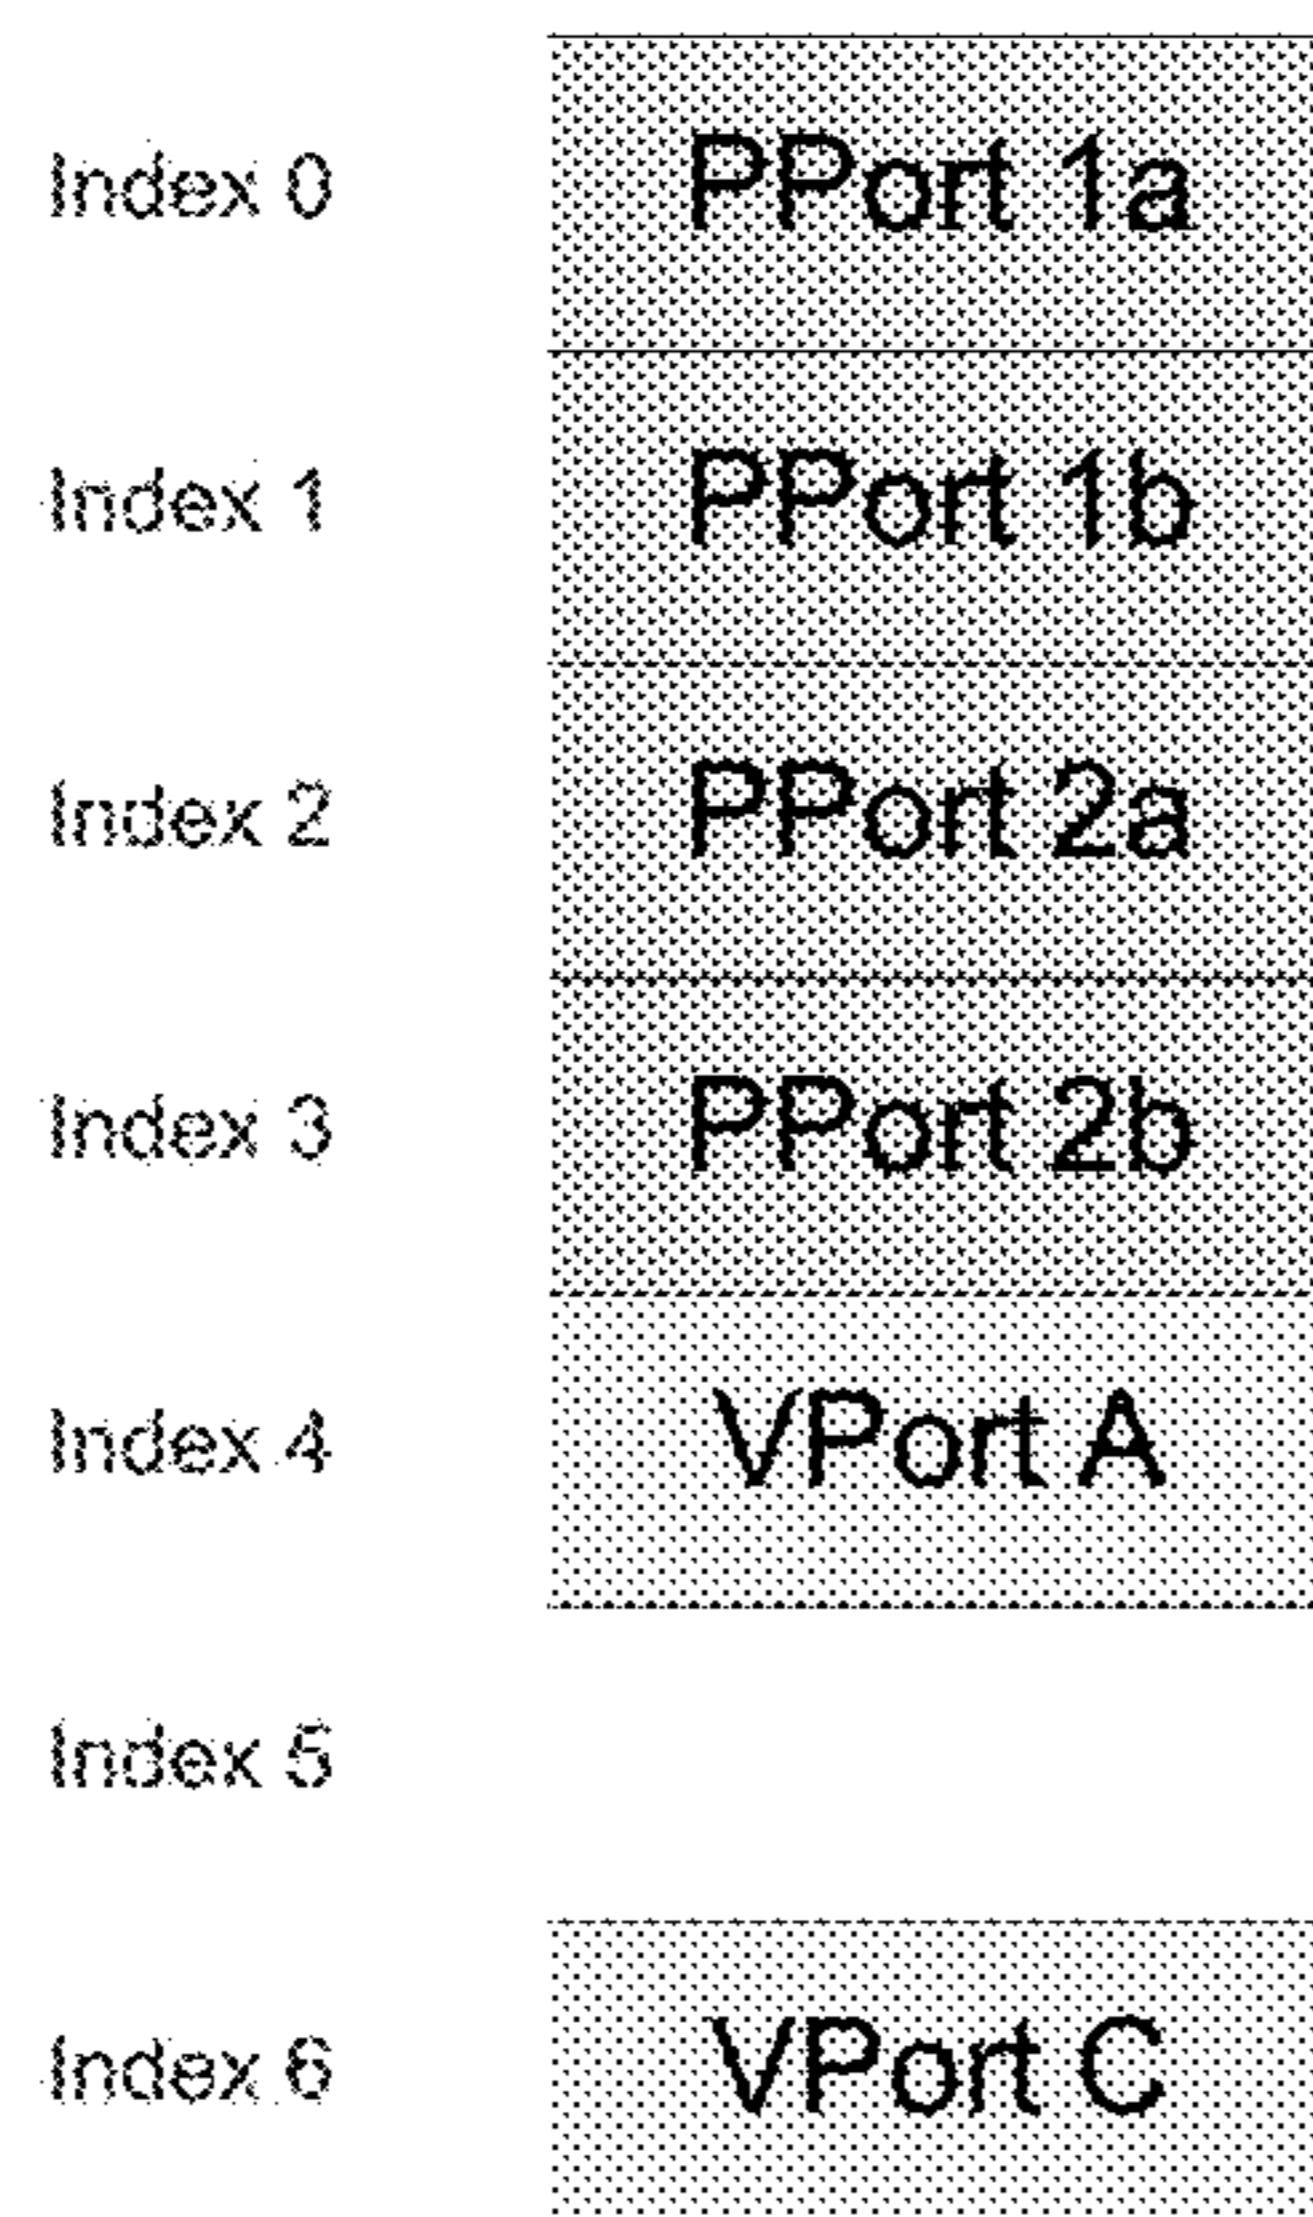 Index 0 PPort 1a
Index 1 PPort 1b
Index 2 PPort 2a
Index 3 PPort 2b
Index 4 VPort A
Index 5
Index 6 VPort C